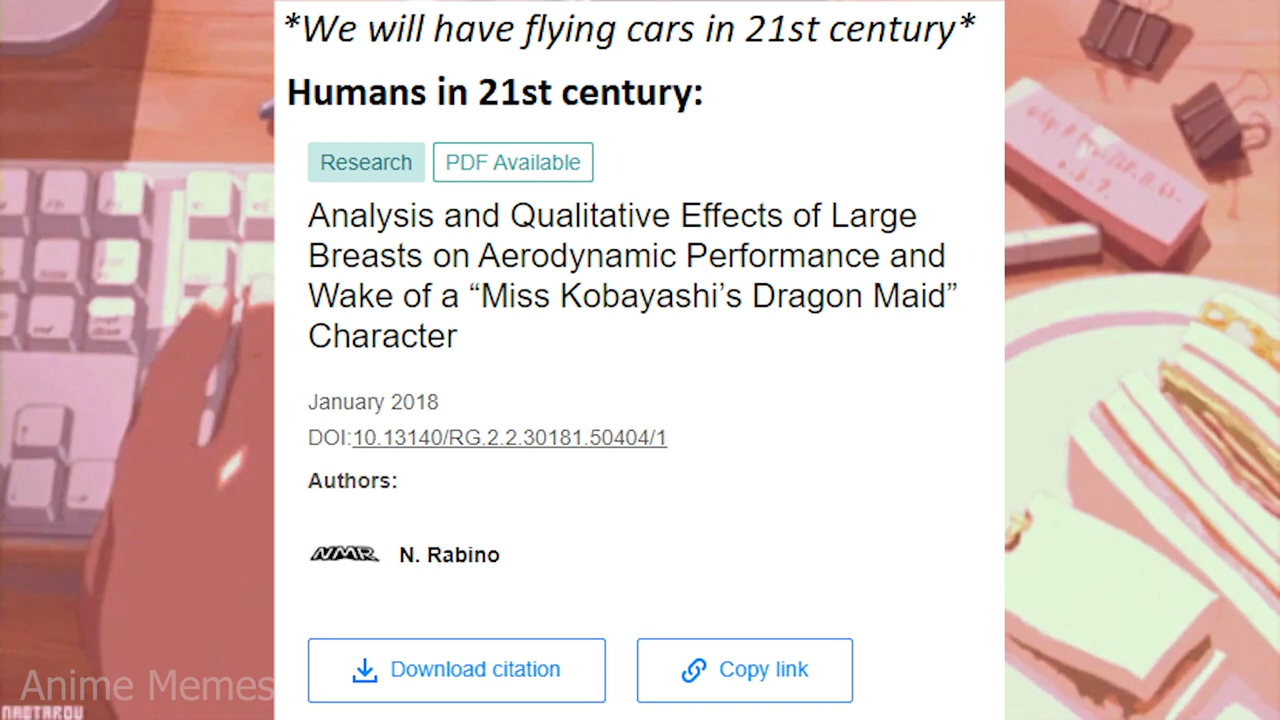 *We will have flying cars in 21st century*
Humans in 21st century:
Research PDF Available
Analysis and Qualitative Effects of Large
Breasts on Aerodynamic Performance and
Wake of a “Miss Kobayashi’s Dragon Maid”
Character
January 2018
DOI:10.13140/RG.2.2.30181.50404/1
Authors:
NMR N. Rabino
Download citation Copy link
Anime Memes
NAOTAROU